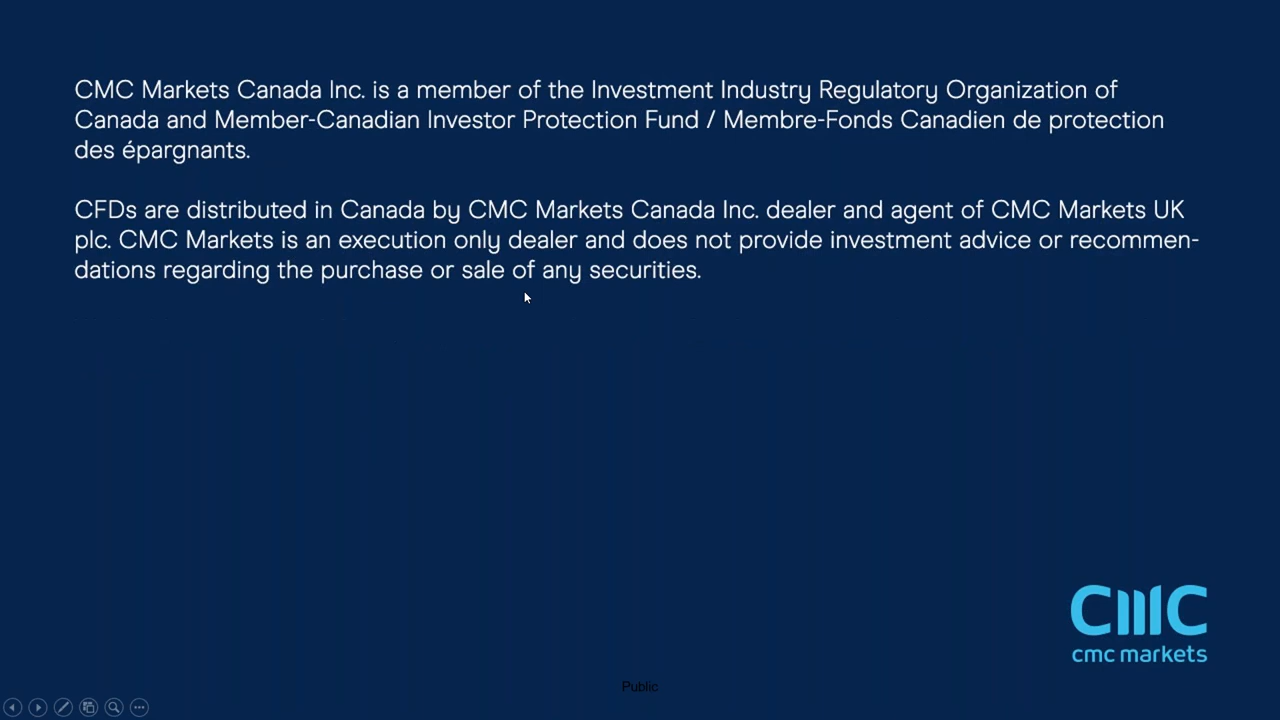 CMC Markets Canada Inc. is a member of the Investment Industry Regulatory Organization of
Canada and Member-Canadian Investor Protection Fund / Membre-Fonds Canadien de protection
des épargnants.
CFDs are distributed in Canada by CMC Markets Canada Inc. dealer and agent of CMC Markets UK
plc. CMC Markets is an execution only dealer and does not provide investment advice or recommen-
dations regarding the purchase or sale of any securities.
CMC
cmc markets
Public